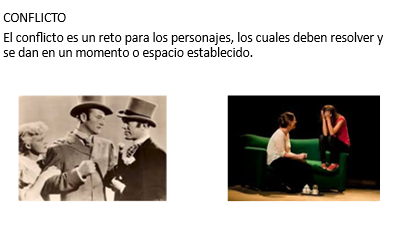 CONFLICTO
El conflicto es un reto para los personajes, los cuales deben resolver y
se dan en un momento o espacio establecido.